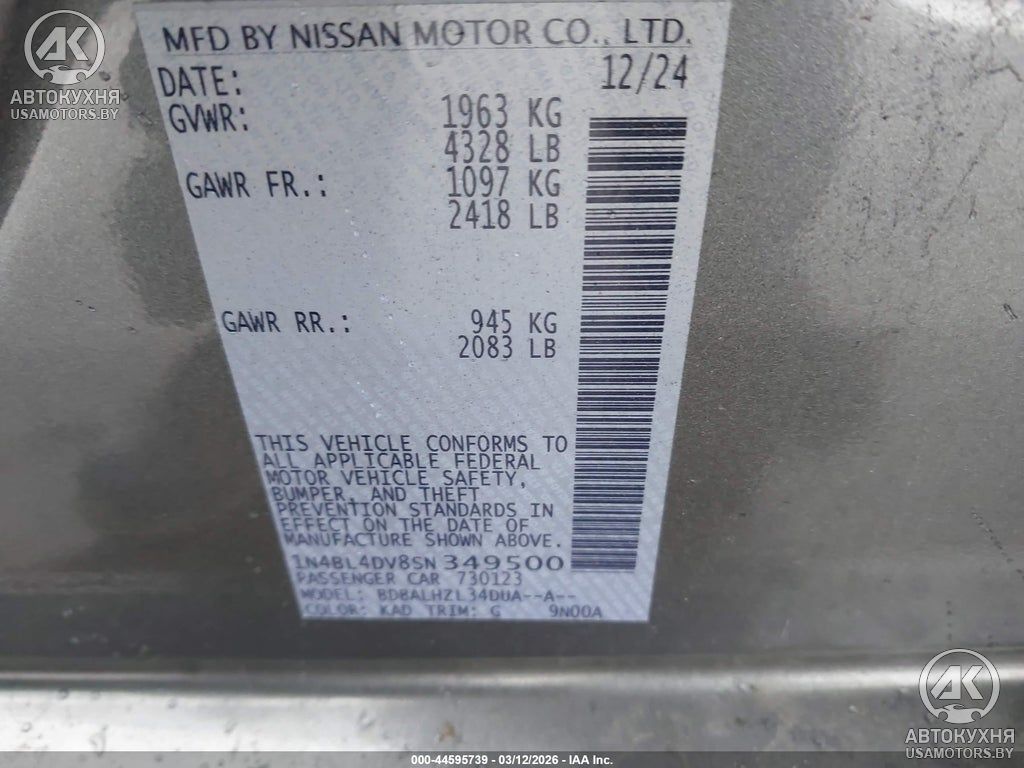 MFD BY NISSAN MOTOR CO., LTD.
DATE: 12/24
GVWR: 1963 KG
4328 LB
GAWR FR.: 1097 KG
2418 LB
GAWR RR.: 945 KG
2083 LB
THIS VEHICLE CONFORMS TO
ALL APPLICABLE FEDERAL
MOTOR VEHICLE SAFETY,
BUMPER, AND THEFT
PREVENTION STANDARDS IN
EFFECT ON THE DATE OF
MANUFACTURE SHOWN ABOVE.
1N4BL4DV8SN349500
PASSENGER CAR 730123
MODEL: BDBALHZL34DUA--A--
COLOR: KAD TRIM: G 9N00A
AK
АВТОКУХНЯ
USAMOTORS.BY
AK
АВТОКУХНЯ
USAMOTORS.BY
000-44595739 - 03/12/2026 - IAA Inc.